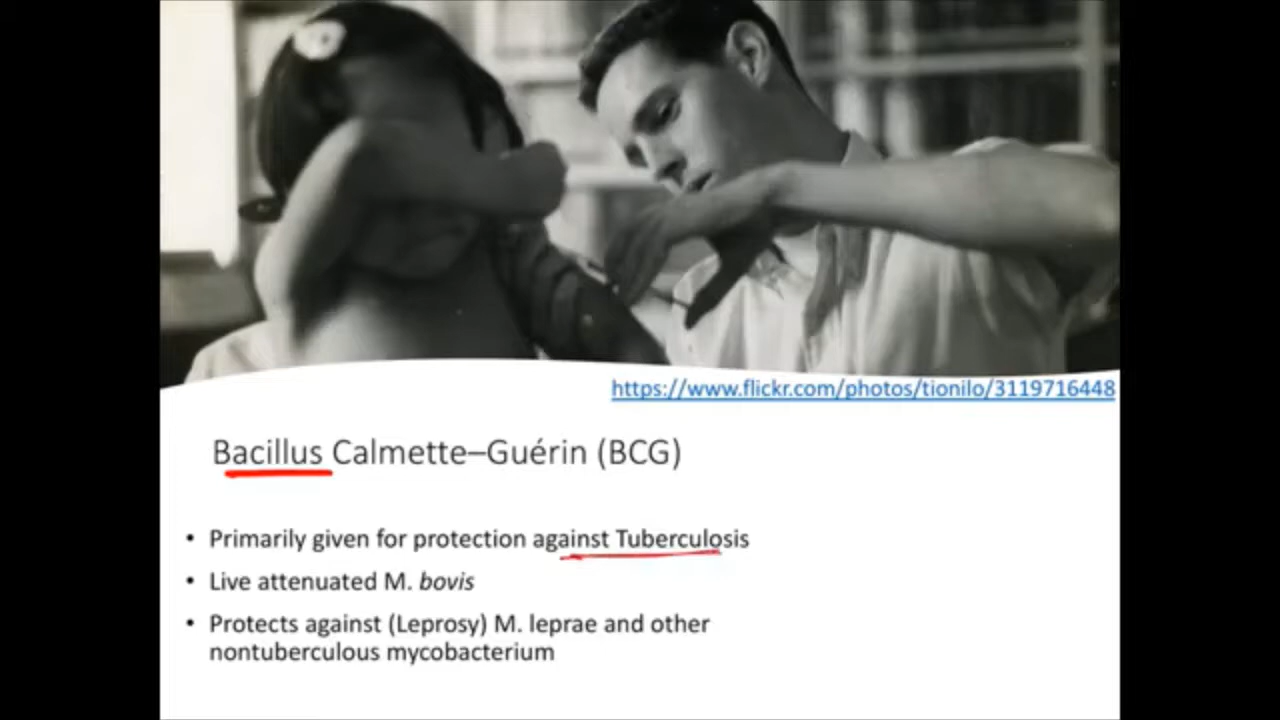 https://www.flickr.com/photos/tionilo/3119716448
Bacillus Calmette–Guérin (BCG)
• Primarily given for protection against Tuberculosis
• Live attenuated M. bovis
• Protects against (Leprosy) M. leprae and other
nontuberculous mycobacterium